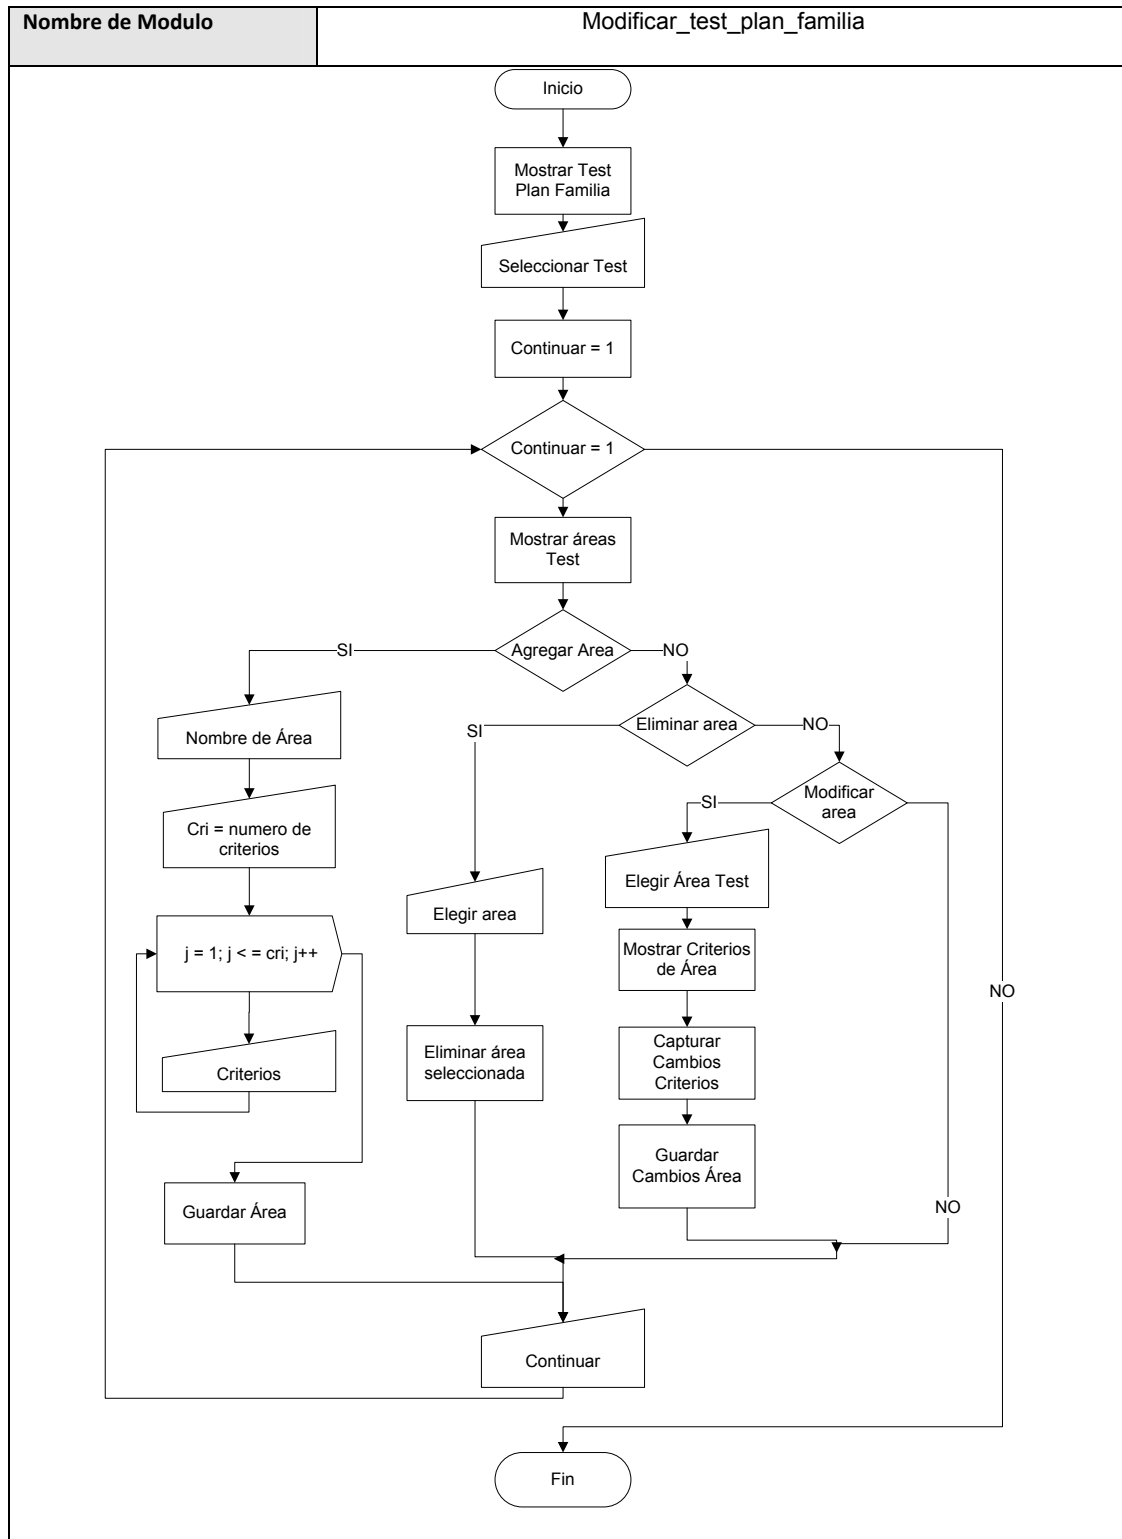 Nombre de Modulo
Modificar_test_plan_familia
Inicio
Mostrar Test
Plan Familia
Seleccionar Test
Continuar = 1
Continuar = 1
Mostrar áreas
Test
Agregar Area
SI
NO
Eliminar area
SI
NO
Nombre de Área
Modificar
area
SI
Cri = numero de
criterios
Elegir Área Test
Elegir area
j = 1; j < = cri; j++
Mostrar Criterios
de Área
NO
Eliminar área
seleccionada
Capturar
Cambios
Criterios
Criterios
Guardar
Cambios Área
Guardar Área
NO
Continuar
Fin